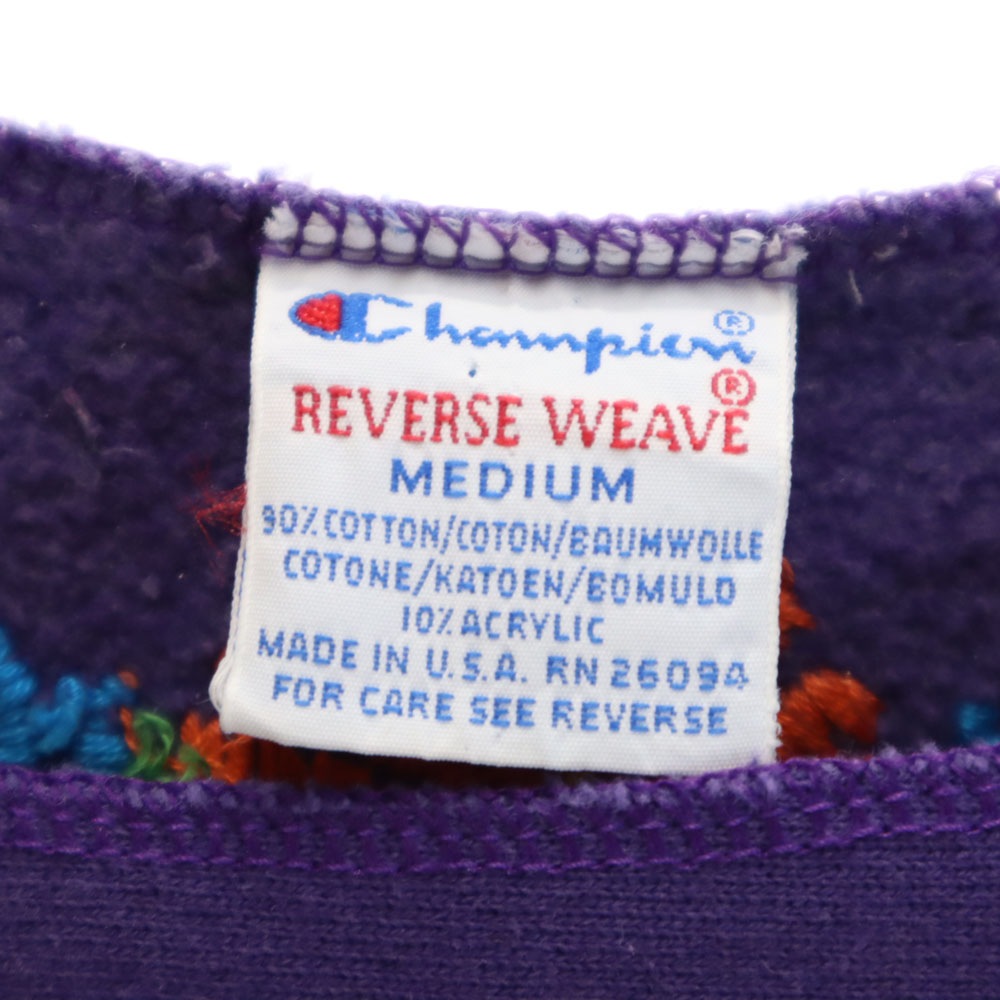 Champion®
REVERSE WEAVE®
MEDIUM
90% COTTON/COTON/BAUMWOLLE
COTONE/KATOEN/BOMULD
10% ACRYLIC
MADE IN U.S.A. RN 26094
FOR CARE SEE REVERSE